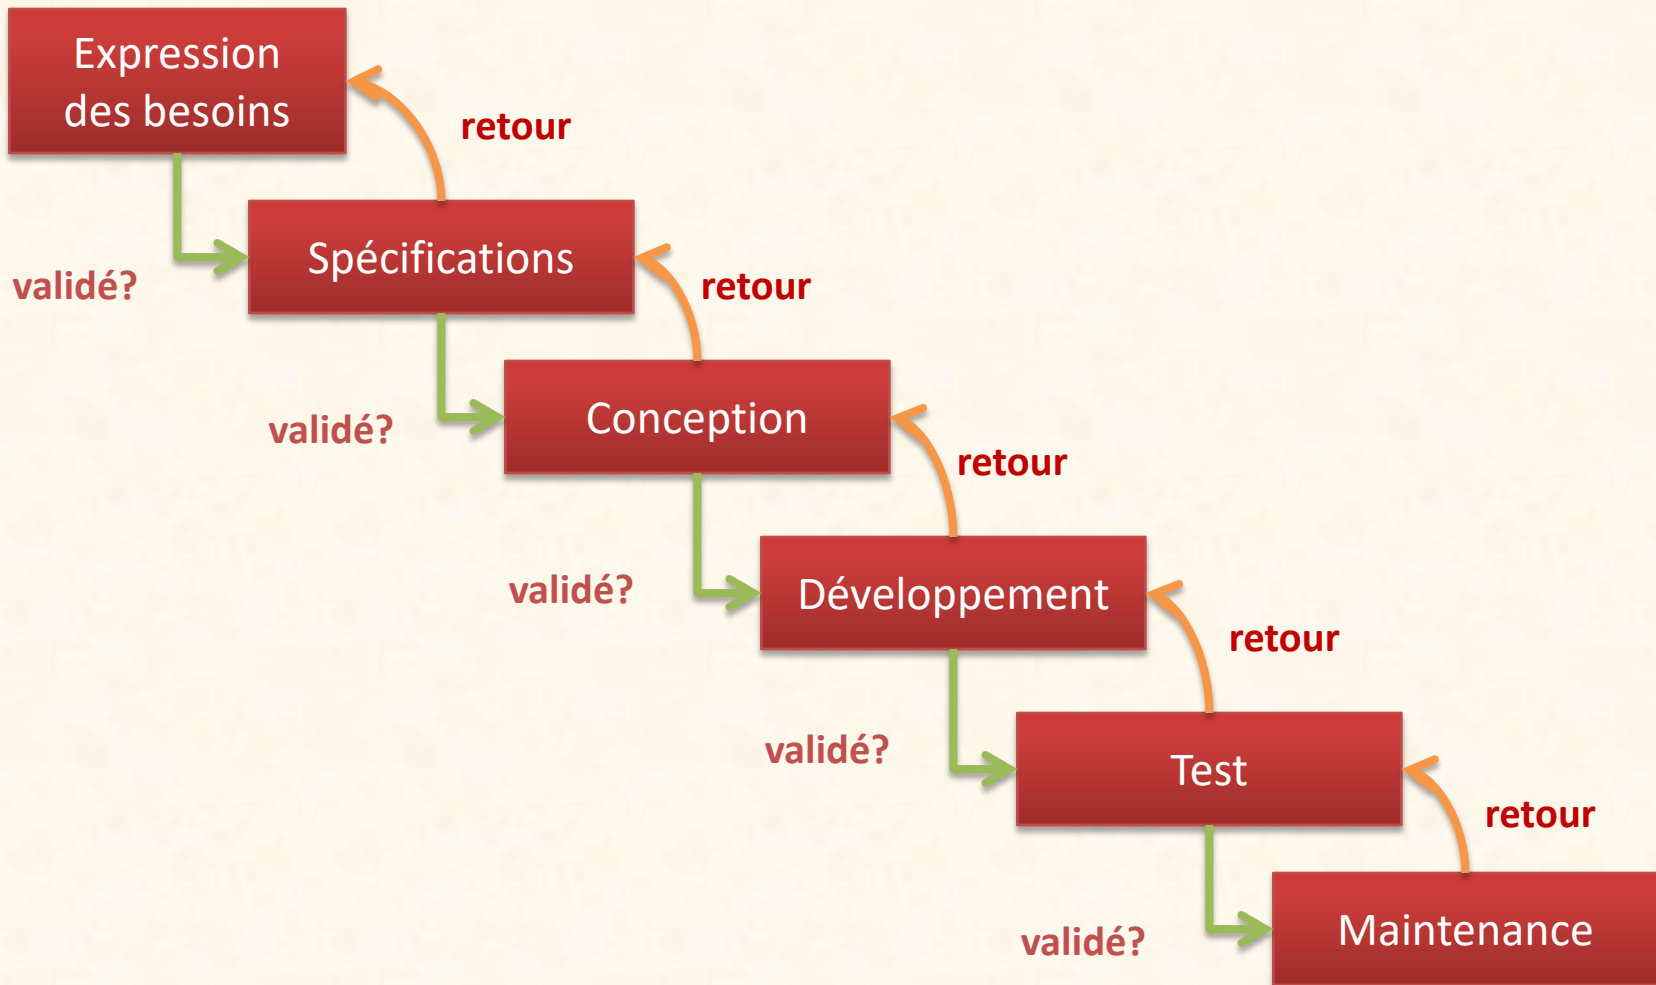 Expression
des besoins
retour
Spécifications
validé?
retour
Conception
validé?
retour
Développement
validé?
retour
Test
validé?
retour
Maintenance
validé?